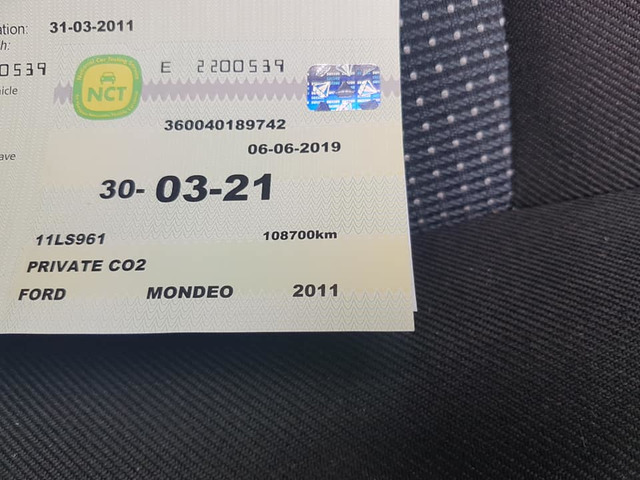 ation: 31-03-2011
h:
0539 NCT E 2200539
hicle
360040189742
06-06-2019
ave
30- 03-21
11LS961 108700km
PRIVATE CO2
FORD MONDEO 2011